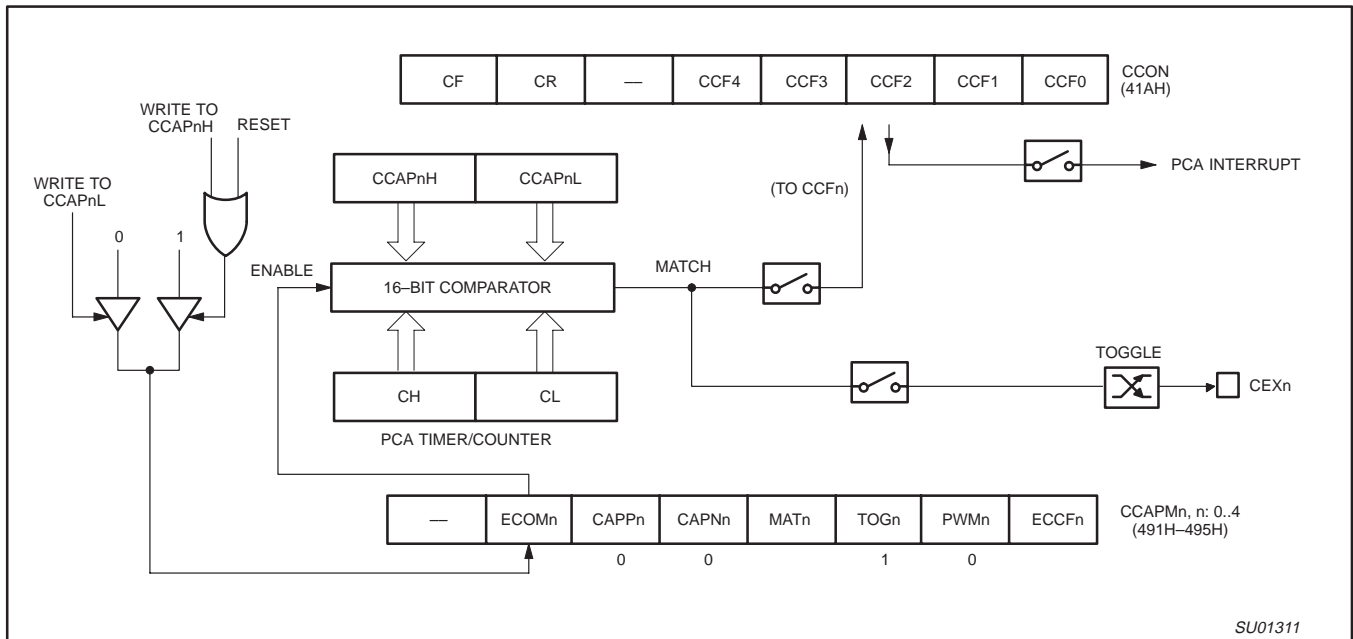 CF CR — CCF4 CCF3 CCF2 CCF1 CCF0
CCON
(41AH)
WRITE TO
CCAPnH
RESET
WRITE TO
CCAPnL
0 1
CCAPnH CCAPnL
(TO CCFn)
PCA INTERRUPT
ENABLE
16–BIT COMPARATOR
MATCH
TOGGLE
CEXn
CH CL
PCA TIMER/COUNTER
— ECOMn CAPPn CAPNn MATn TOGn PWMn ECCFn
CCAPMn, n: 0..4
(491H–495H)
0 0 1 0
SU01311